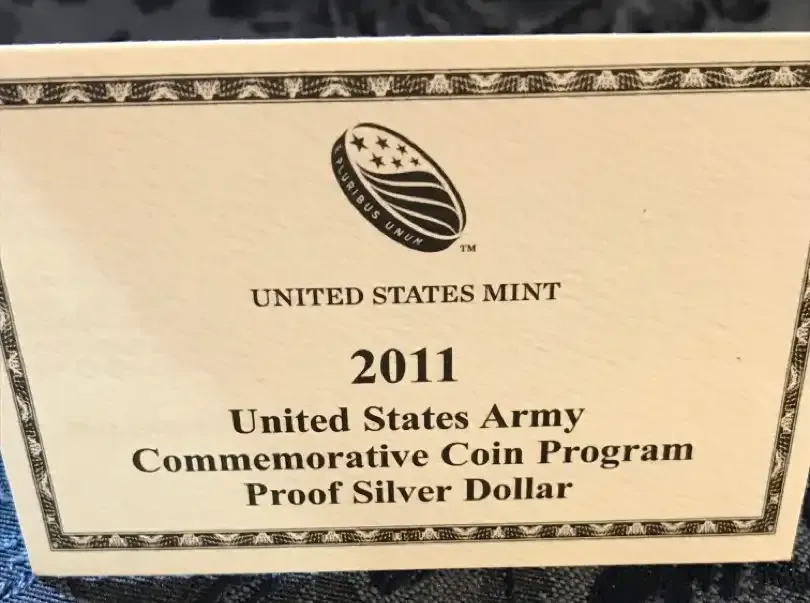 E PLURIBUS UNUM
TM
UNITED STATES MINT
2011
United States Army
Commemorative Coin Program
Proof Silver Dollar